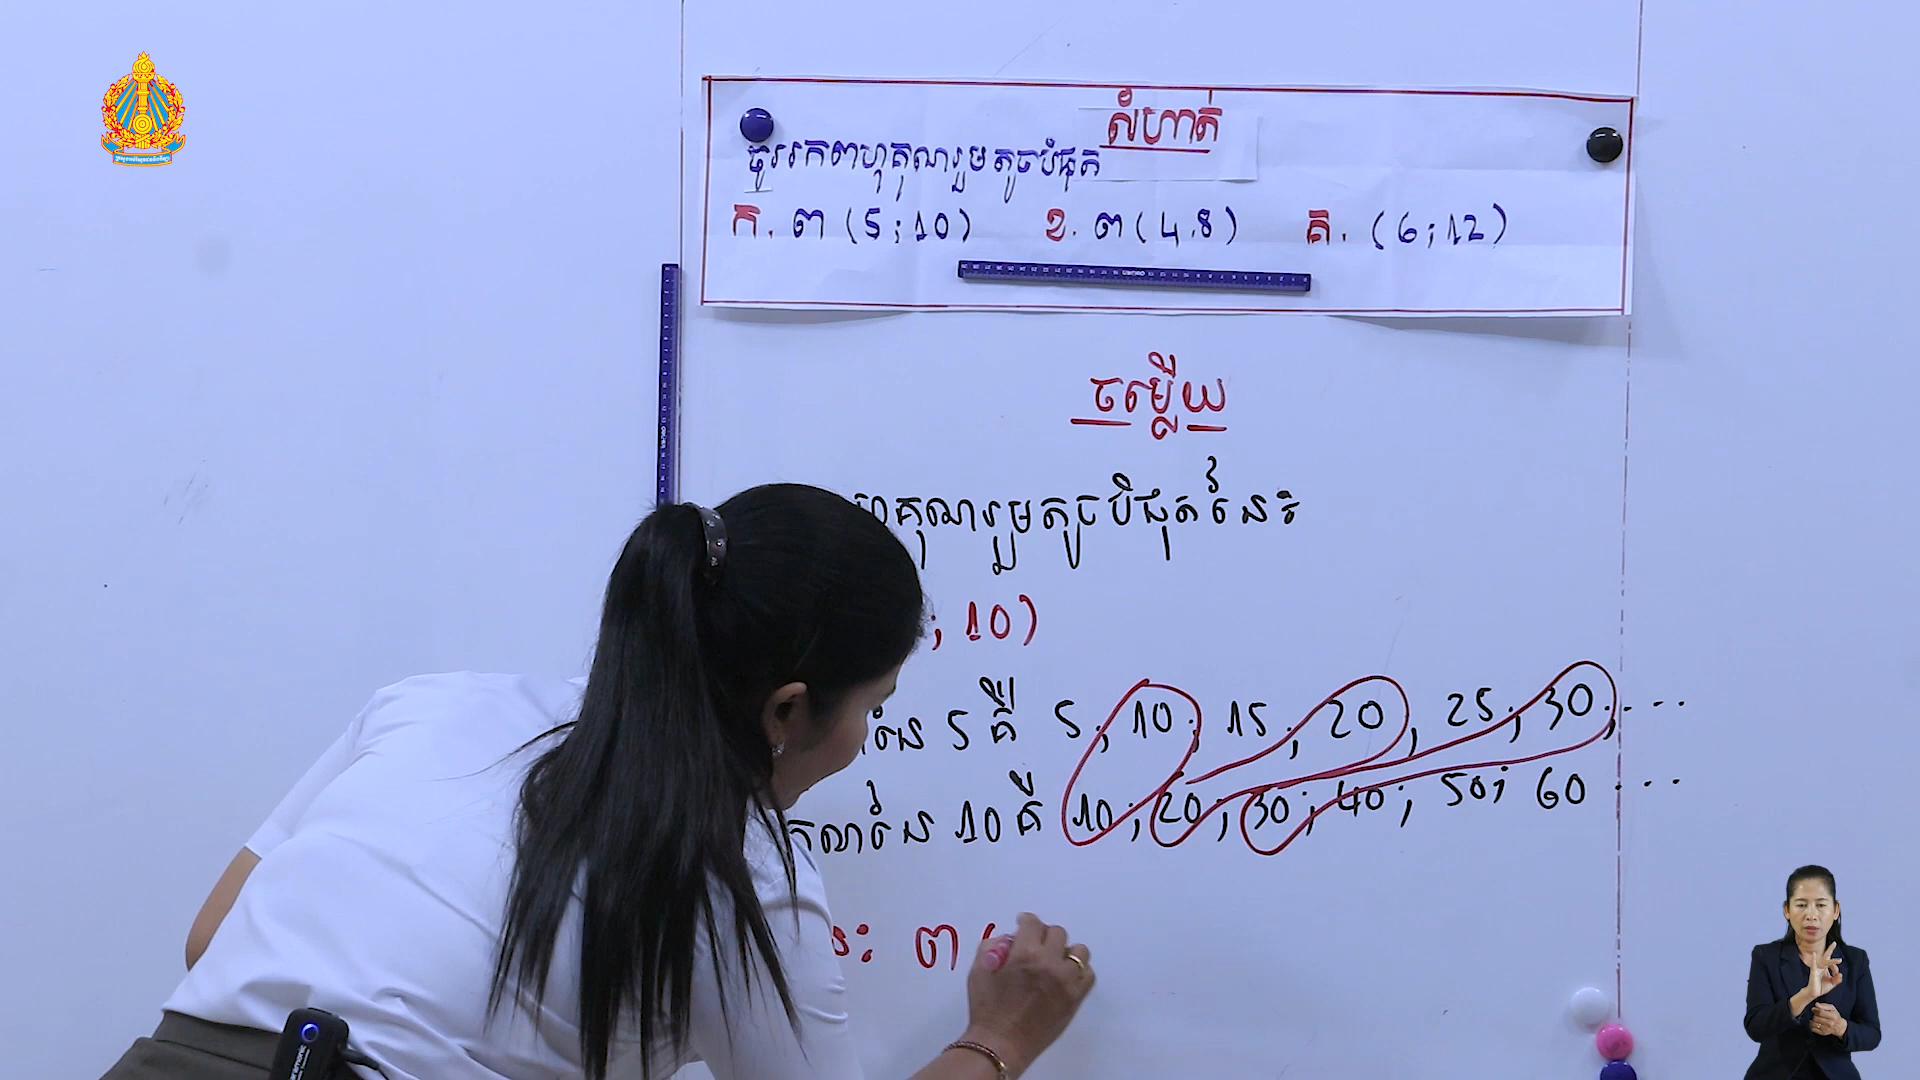 លំហាត់
ចូររកពហុគុណរួមតូចបំផុត
ក. ព (5 ; 10) ខ. ព (4 . 8) គ. (6 ; 12)
ចម្លើយ
ហុគុណរួមតូចបំផុតនៃ៖
; 10)
នៃ 5 គឺ 5 ; 10 ; 15 ; 20 ; 25 ; 30 ; ...
គុណនៃ 10 គឺ 10 ; 20 ; 30 ; 40 ; 50 ; 60 ...
ះ ព (